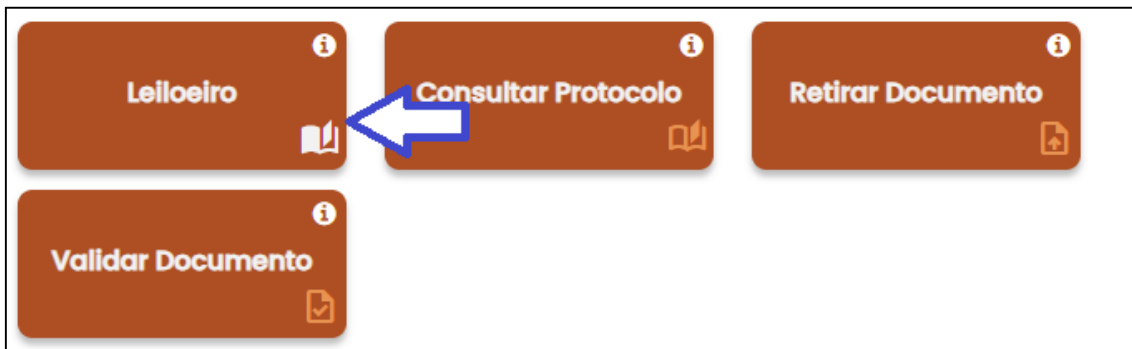 Leiloeiro
Consultar Protocolo
Retirar Documento
Validar Documento